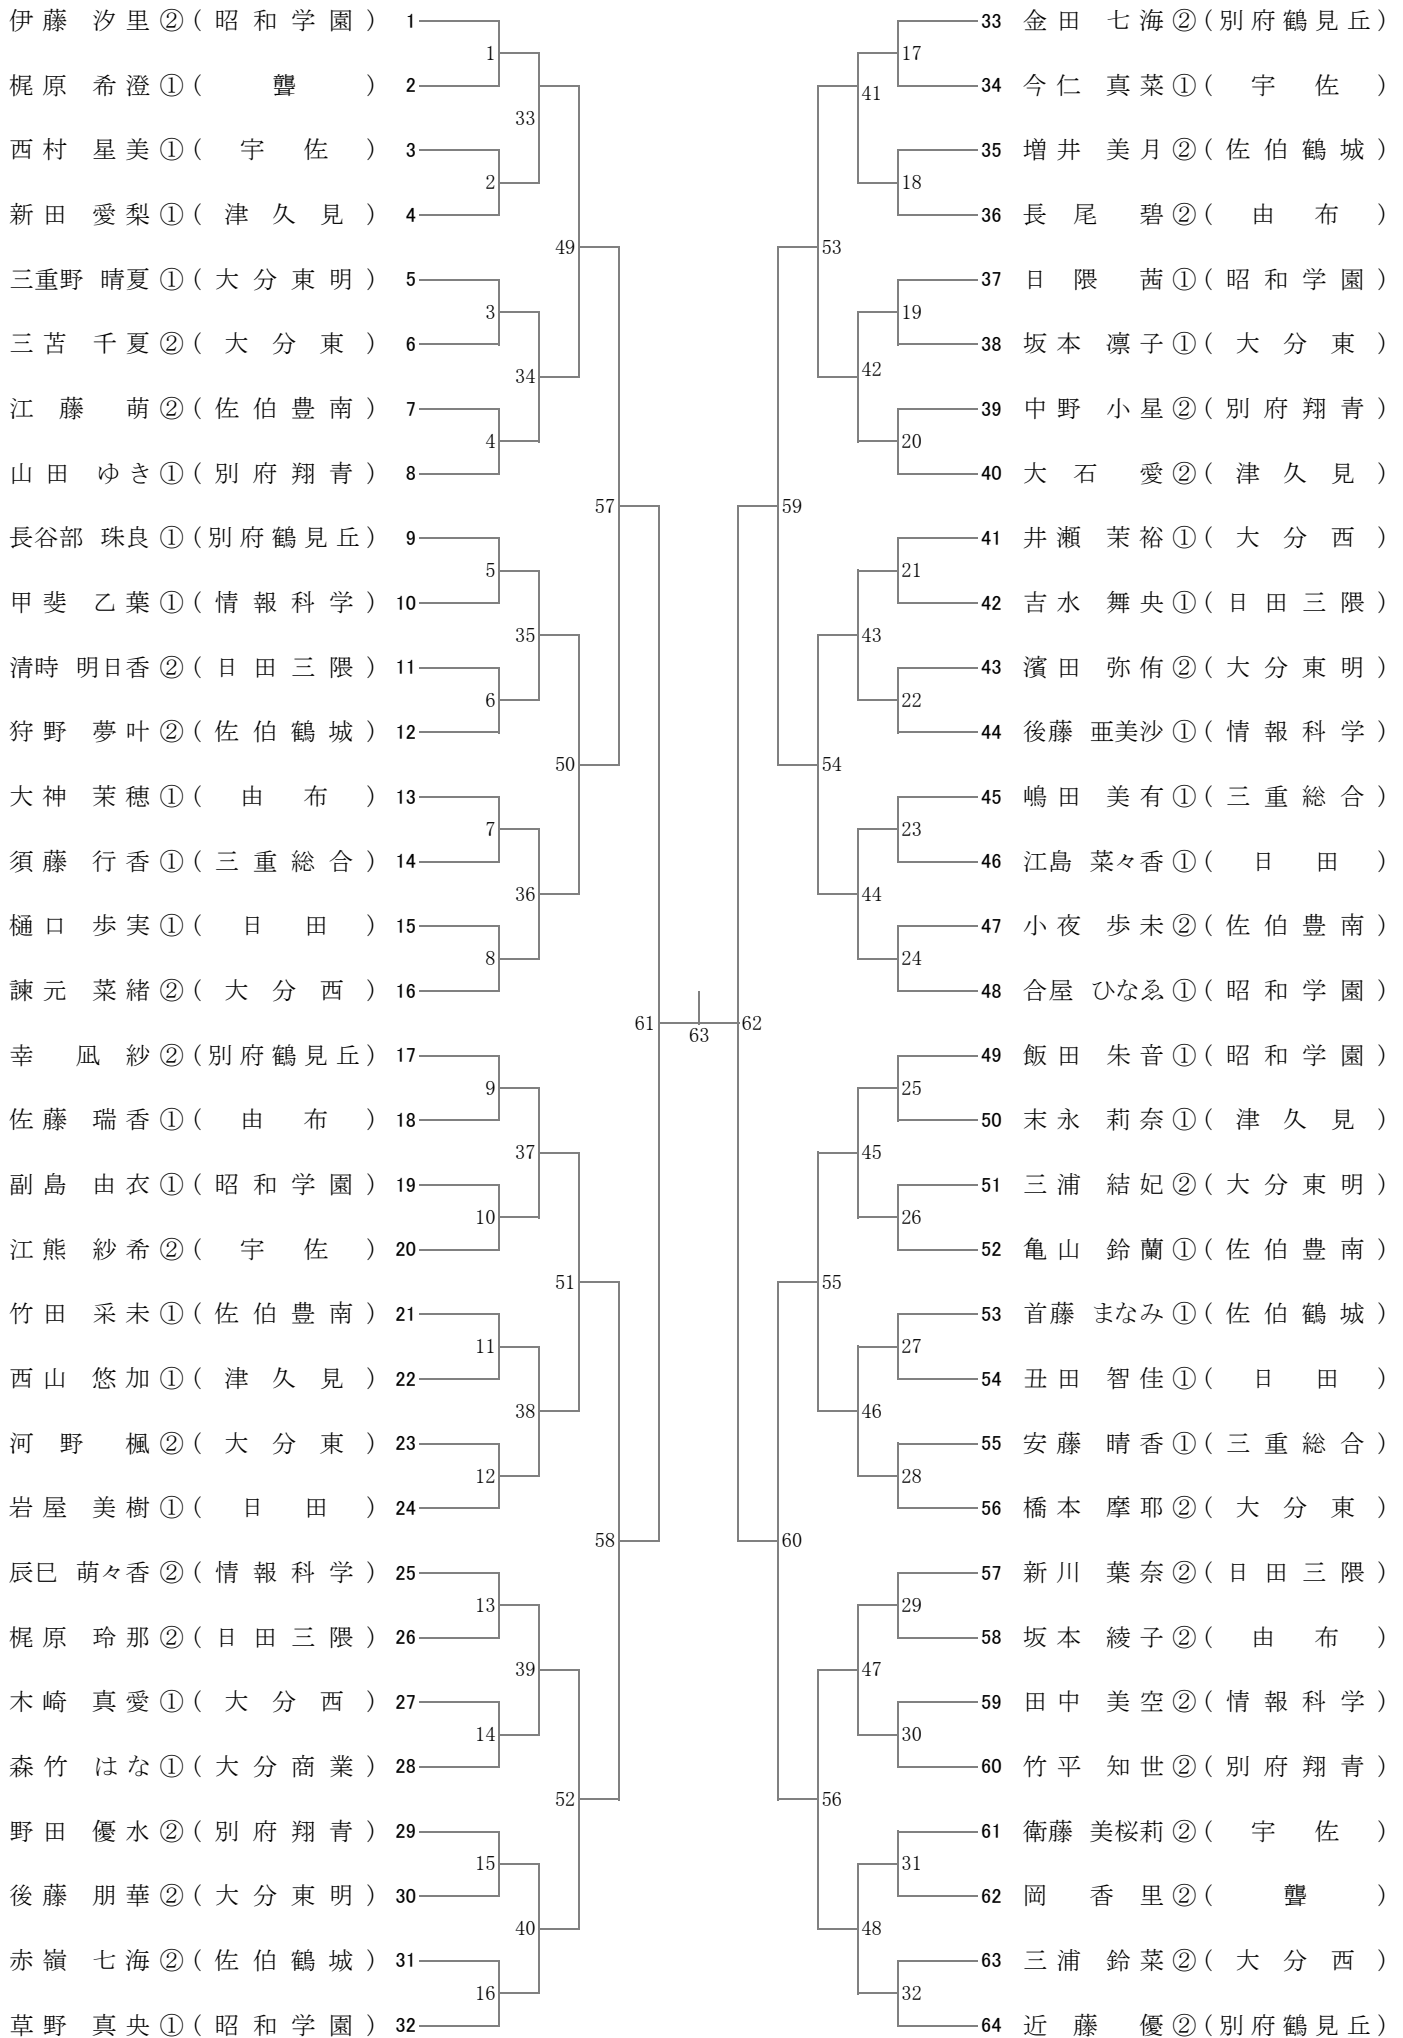 伊藤 汐里②(昭和学園) 1
梶原 希澄①(聾) 2
西村 星美①(宇佐) 3
新田 愛梨①(津久見) 4
三重野 晴夏①(大分東明) 5
三苫 千夏②(大分東) 6
江藤 萌②(佐伯豊南) 7
山田 ゆき①(別府翔青) 8
長谷部 珠良①(別府鶴見丘) 9
甲斐 乙葉①(情報科学) 10
清時 明日香②(日田三隈) 11
狩野 夢叶②(佐伯鶴城) 12
大神 茉穂①(由布) 13
須藤 行香①(三重総合) 14
樋口 歩実①(日田) 15
諫元 菜緒②(大分西) 16
幸 凪紗②(別府鶴見丘) 17
佐藤 瑞香①(由布) 18
副島 由衣①(昭和学園) 19
江熊 紗希②(宇佐) 20
竹田 采未①(佐伯豊南) 21
西山 悠加①(津久見) 22
河野 楓②(大分東) 23
岩屋 美樹①(日田) 24
辰巳 萌々香②(情報科学) 25
梶原 玲那②(日田三隈) 26
木崎 真愛①(大分西) 27
森竹 はな①(大分商業) 28
野田 優水②(別府翔青) 29
後藤 朋華②(大分東明) 30
赤嶺 七海②(佐伯鶴城) 31
草野 真央①(昭和学園) 32
1
2
3
4
5
6
7
8
9
10
11
12
13
14
15
16
33
34
35
36
37
38
39
40
49
50
51
52
57
58
61
63
62
59
60
53
54
55
56
41
42
43
44
45
46
47
48
17
18
19
20
21
22
23
24
25
26
27
28
29
30
31
32
33 金田 七海②(別府鶴見丘)
34 今仁 真菜①(宇佐)
35 増井 美月②(佐伯鶴城)
36 長尾 碧②(由布)
37 日隈 茜①(昭和学園)
38 坂本 凛子①(大分東)
39 中野 小星②(別府翔青)
40 大石 愛②(津久見)
41 井瀬 茉裕①(大分西)
42 吉水 舞央①(日田三隈)
43 濱田 弥侑②(大分東明)
44 後藤 亜美沙①(情報科学)
45 嶋田 美有①(三重総合)
46 江島 菜々香①(日田)
47 小夜 歩未②(佐伯豊南)
48 合屋 ひなゑ①(昭和学園)
49 飯田 朱音①(昭和学園)
50 末永 莉奈①(津久見)
51 三浦 結妃②(大分東明)
52 亀山 鈴蘭①(佐伯豊南)
53 首藤 まなみ①(佐伯鶴城)
54 丑田 智佳①(日田)
55 安藤 晴香①(三重総合)
56 橋本 摩耶②(大分東)
57 新川 葉奈②(日田三隈)
58 坂本 綾子②(由布)
59 田中 美空②(情報科学)
60 竹平 知世②(別府翔青)
61 衛藤 美桜莉②(宇佐)
62 岡 香里②(聾)
63 三浦 鈴菜②(大分西)
64 近藤 優②(別府鶴見丘)